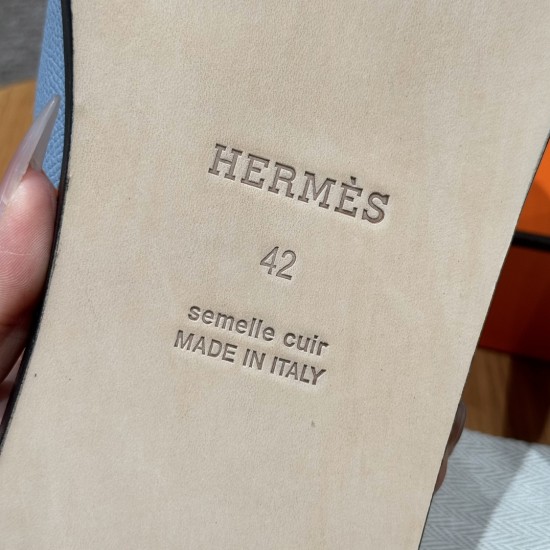 HERMÈS
42
semelle cuir
MADE IN ITALY